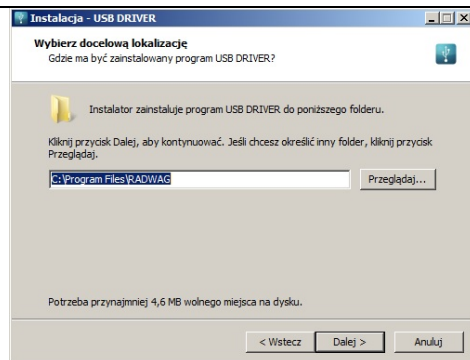 Instalacja - USB DRIVER
Wybierz docelową lokalizację
Gdzie ma być zainstalowany program USB DRIVER?
Instalator zainstaluje program USB DRIVER do poniższego folderu.
Kliknij przycisk Dalej, aby kontynuować. Jeśli chcesz określić inny folder, kliknij przycisk
Przeglądaj.
C:\Program Files\RADWAG
Przeglądaj...
Potrzeba przynajmniej 4,6 MB wolnego miejsca na dysku.
< Wstecz
Dalej >
Anuluj